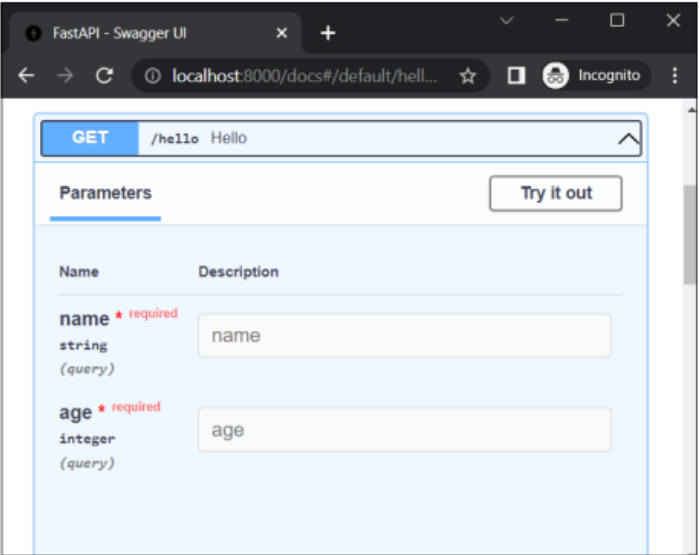 FastAPI - Swagger UI
localhost:8000/docs#/default/hell...
Incognito
GET /hello Hello
Parameters
Try it out
Name Description
name * required
string
(query)
name
age * required
integer
(query)
age